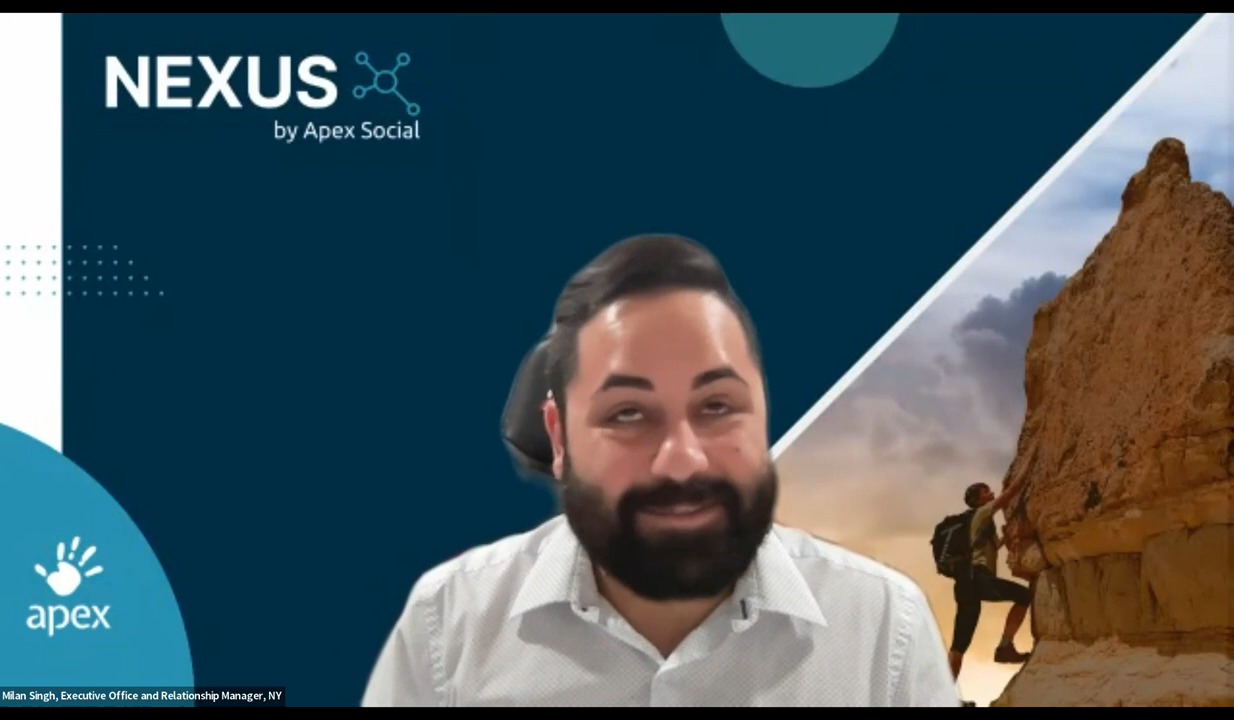 NEXUS
by Apex Social
apex
Milan Singh, Executive Office and Relationship Manager, NY